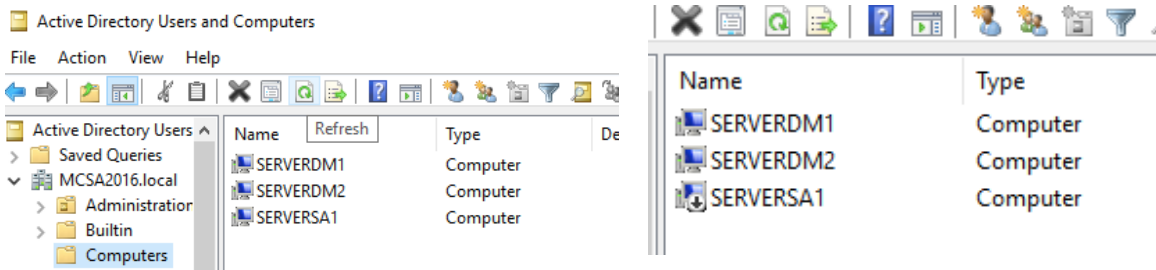 Active Directory Users and Computers
File Action View Help
Active Directory Users
Saved Queries
MCSA2016.local
Administration
Builtin
Computers
Name Type De
Refresh
SERVERDM1 Computer
SERVERDM2 Computer
SERVERSA1 Computer
Name Type
SERVERDM1 Computer
SERVERDM2 Computer
SERVERSA1 Computer